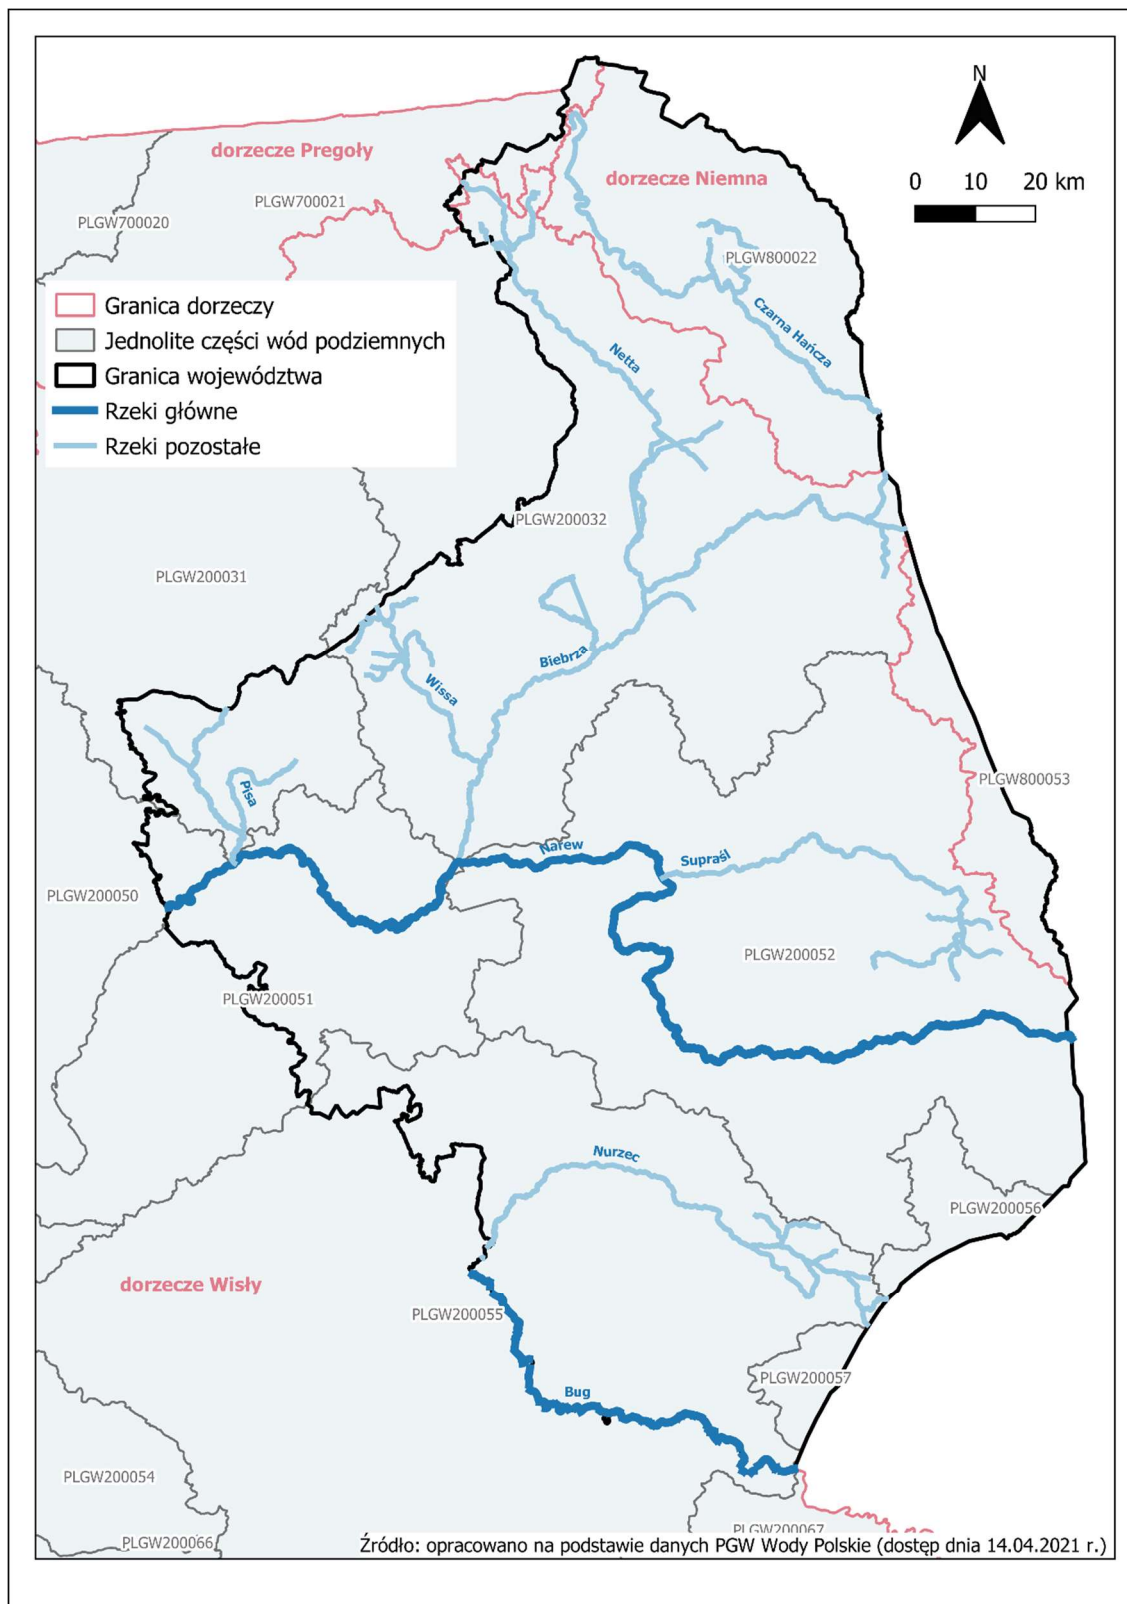 N
dorzecze Pregoły
dorzecze Niemna
0 10 20 km
PLGW700021
PLGW700020
PLGW800022
Granica dorzeczy
Jednolite części wód podziemnych
Granica województwa
Rzeki główne
Rzeki pozostałe
Czarna Hańcza
Netta
PLGW200032
PLGW200031
Biebrza
Wissa
PLGW800053
Pisa
Narew
Supraśl
PLGW200050
PLGW200052
PLGW200051
Nurzec
PLGW200056
dorzecze Wisły
PLGW200055
PLGW200057
Bug
PLGW200054
PLGW200067
PLGW200066
Źródło: opracowano na podstawie danych PGW Wody Polskie (dostęp dnia 14.04.2021 r.)